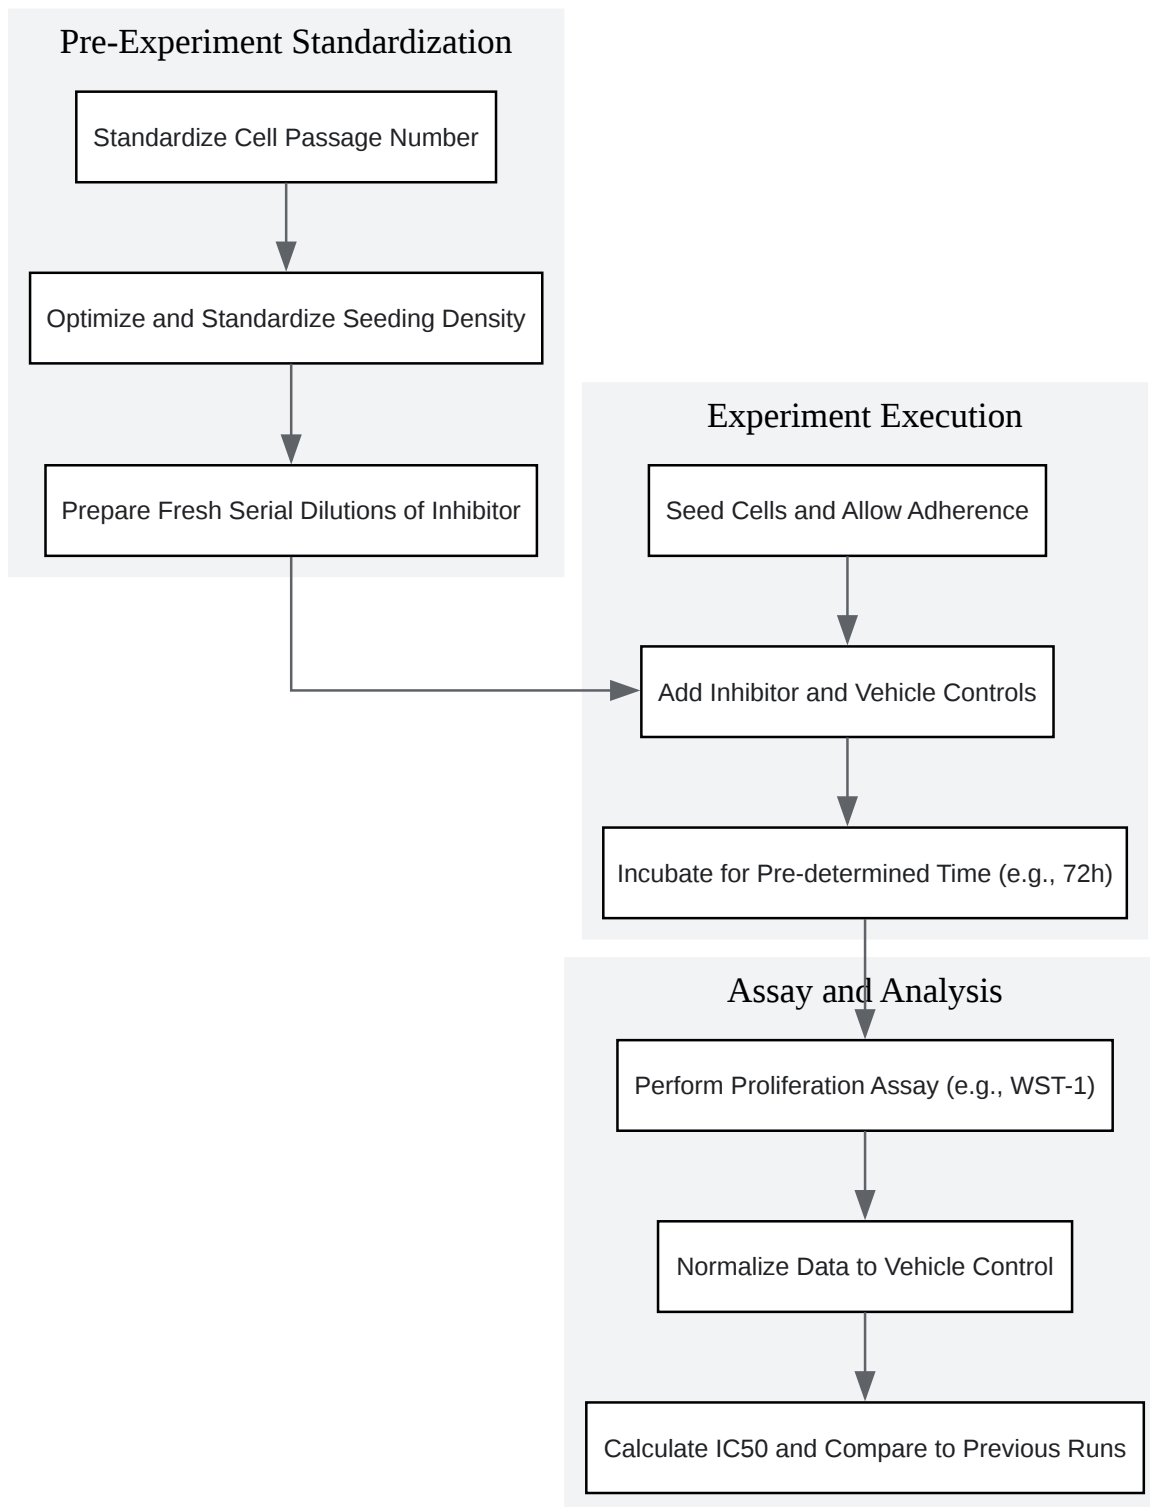 Pre-Experiment Standardization
Standardize Cell Passage Number
Optimize and Standardize Seeding Density
Prepare Fresh Serial Dilutions of Inhibitor
Experiment Execution
Seed Cells and Allow Adherence
Add Inhibitor and Vehicle Controls
Incubate for Pre-determined Time (e.g., 72h)
Assay and Analysis
Perform Proliferation Assay (e.g., WST-1)
Normalize Data to Vehicle Control
Calculate IC50 and Compare to Previous Runs